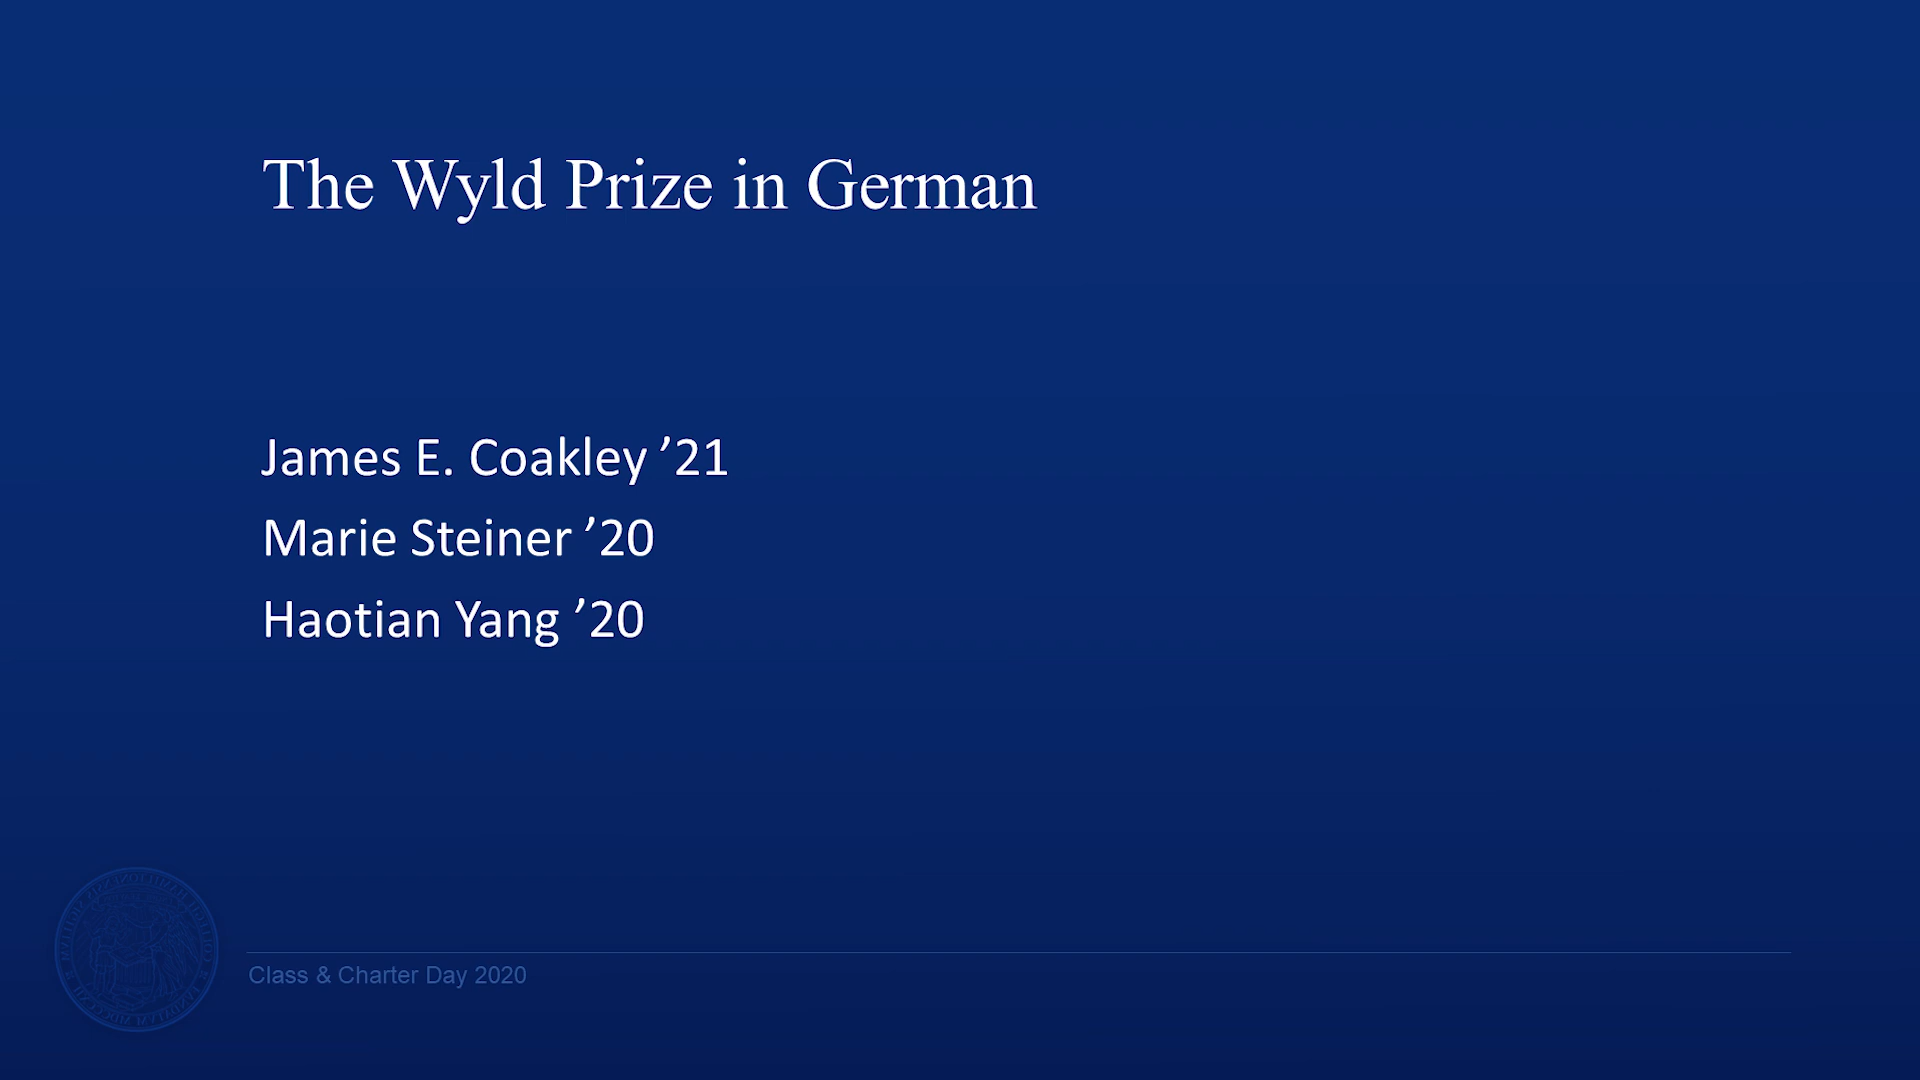 The Wyld Prize in German
James E. Coakley ’21
Marie Steiner ’20
Haotian Yang ’20
Class & Charter Day 2020